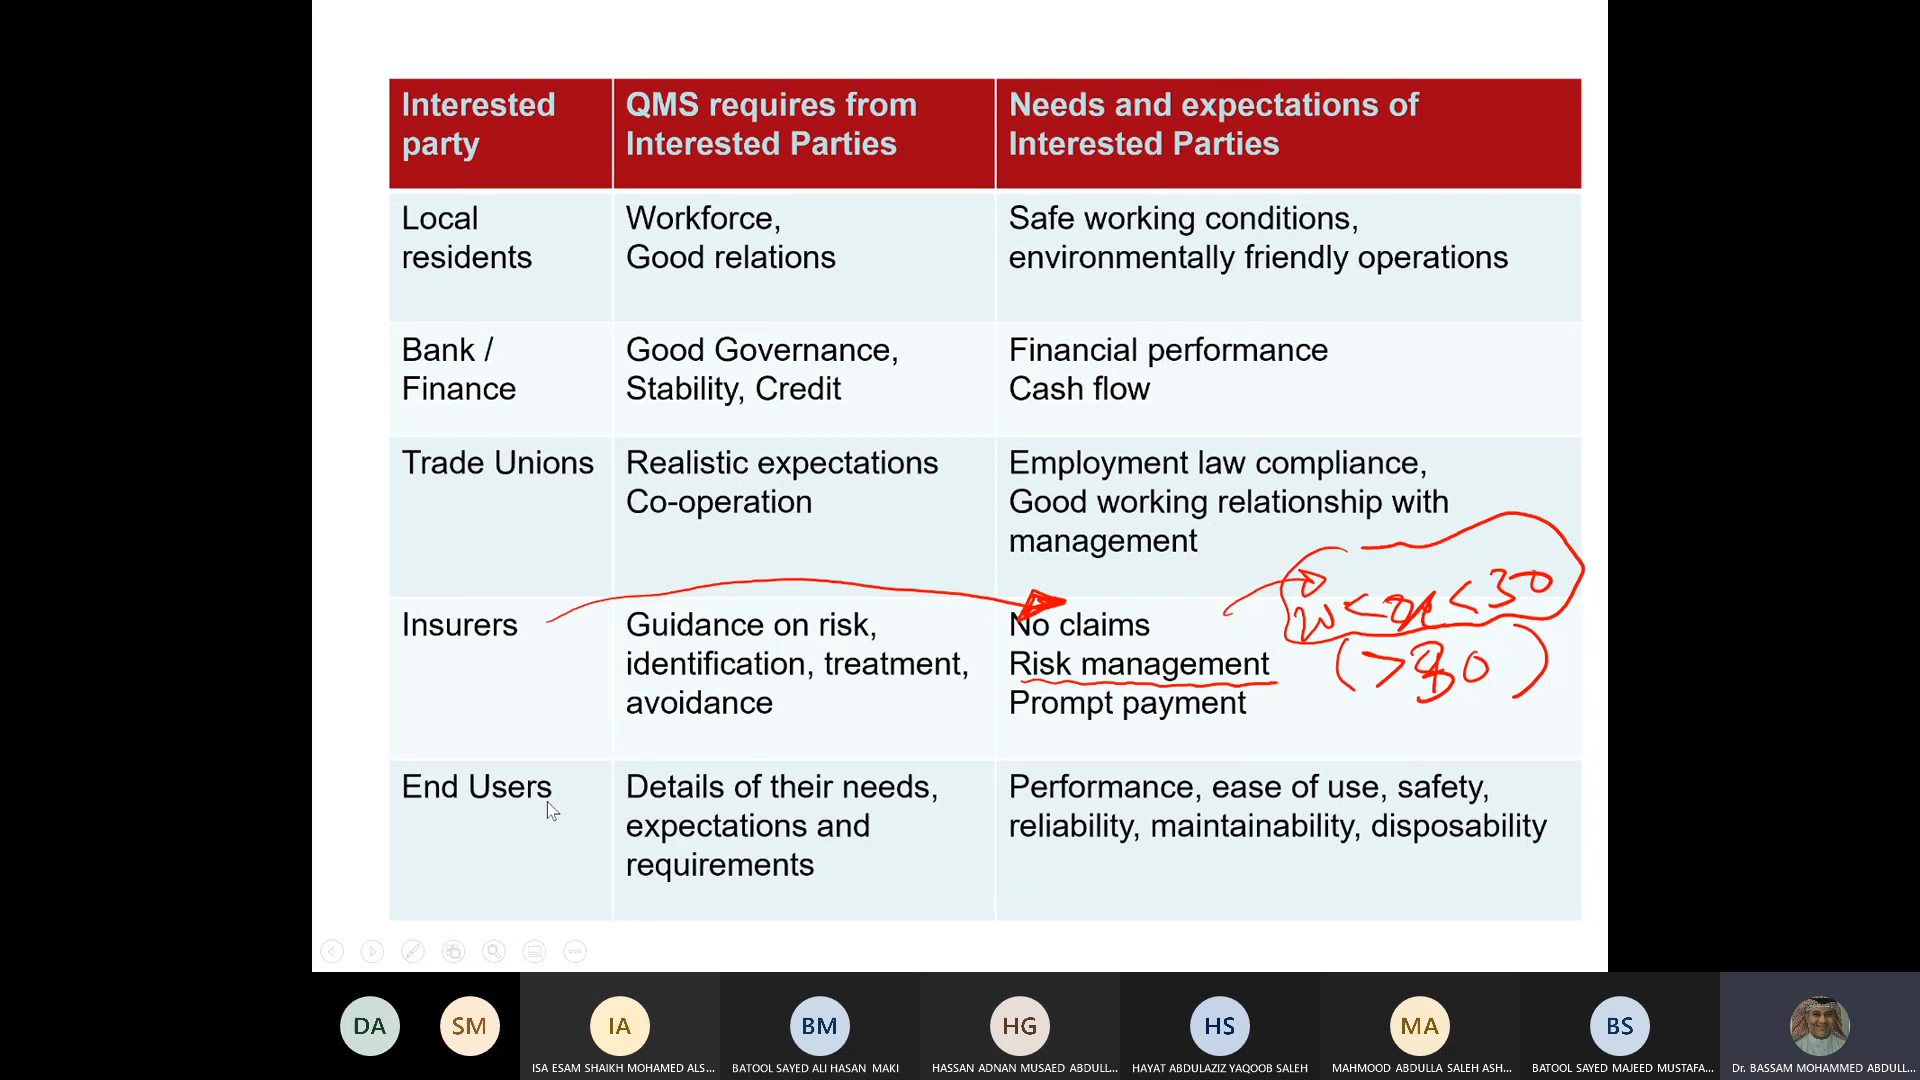 Interested
party
QMS requires from
Interested Parties
Needs and expectations of
Interested Parties
Local
residents
Workforce,
Good relations
Safe working conditions,
environmentally friendly operations
Bank /
Finance
Good Governance,
Stability, Credit
Financial performance
Cash flow
Trade Unions
Realistic expectations
Co-operation
Employment law compliance,
Good working relationship with
management
Insurers
Guidance on risk,
identification, treatment,
avoidance
No claims
Risk management
Prompt payment
20 < < 30
End Users
Details of their needs,
expectations and
requirements
Performance, ease of use, safety,
reliability, maintainability, disposability
DA
SM
IA
BM
HG
HS
MA
BS
ISA ESAM SHAIKH MOHAMED ALS...
BATOOL SAYED ALI HASAN MAKI
HASSAN ADNAN MUSAED ABDULL...
HAYAT ABDULAZIZ YAQOOB SALEH
MAHMOOD ABDULLA SALEH ASH...
BATOOL SAYED MAJEED MUSTAFA...
Dr. BASSAM MOHAMMED ABDULL...